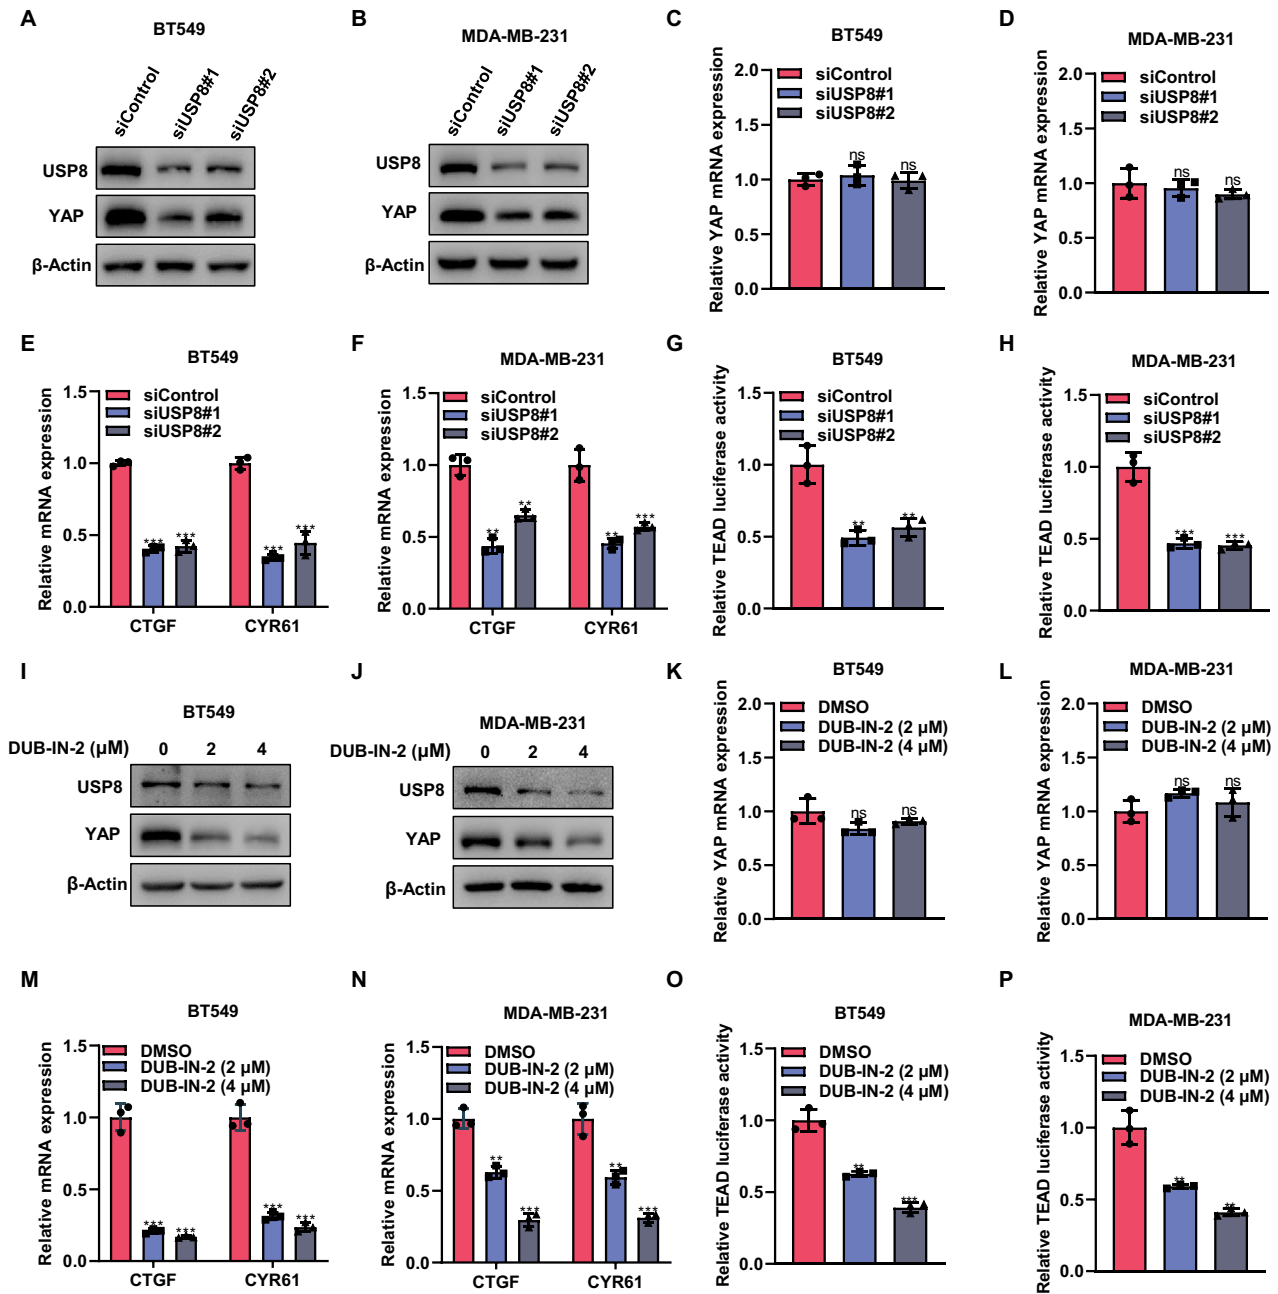 A
BT549
siControl
siUSP8#1
siUSP8#2
USP8
YAP
β-Actin
B
MDA-MB-231
siControl
siUSP8#1
siUSP8#2
USP8
YAP
β-Actin
C
BT549
Relative YAP mRNA expression
2.0
1.5
1.0
0.5
0.0
siControl
siUSP8#1
siUSP8#2
ns
ns
D
MDA-MB-231
Relative YAP mRNA expression
2.0
1.5
1.0
0.5
0.0
siControl
siUSP8#1
siUSP8#2
ns
ns
E
BT549
Relative mRNA expression
1.5
1.0
0.5
0.0
siControl
siUSP8#1
siUSP8#2
*** *** *** ***
CTGF CYR61
F
MDA-MB-231
Relative mRNA expression
1.5
1.0
0.5
0.0
siControl
siUSP8#1
siUSP8#2
** ** ** ***
CTGF CYR61
G
BT549
Relative TEAD luciferase activity
1.5
1.0
0.5
0.0
siControl
siUSP8#1
siUSP8#2
** **
H
MDA-MB-231
Relative TEAD luciferase activity
1.5
1.0
0.5
0.0
siControl
siUSP8#1
siUSP8#2
*** ***
I
BT549
DUB-IN-2 (μM) 0 2 4
USP8
YAP
β-Actin
J
MDA-MB-231
DUB-IN-2 (μM) 0 2 4
USP8
YAP
β-Actin
K
BT549
Relative YAP mRNA expression
2.0
1.5
1.0
0.5
0.0
DMSO
DUB-IN-2 (2 μM)
DUB-IN-2 (4 μM)
ns ns
L
MDA-MB-231
Relative YAP mRNA expression
2.0
1.5
1.0
0.5
0.0
DMSO
DUB-IN-2 (2 μM)
DUB-IN-2 (4 μM)
ns ns
M
BT549
Relative mRNA expression
1.5
1.0
0.5
0.0
DMSO
DUB-IN-2 (2 μM)
DUB-IN-2 (4 μM)
*** *** *** ***
CTGF CYR61
N
MDA-MB-231
Relative mRNA expression
1.5
1.0
0.5
0.0
DMSO
DUB-IN-2 (2 μM)
DUB-IN-2 (4 μM)
** *** ** ***
CTGF CYR61
O
BT549
Relative TEAD luciferase activity
1.5
1.0
0.5
0.0
DMSO
DUB-IN-2 (2 μM)
DUB-IN-2 (4 μM)
** ***
P
MDA-MB-231
Relative TEAD luciferase activity
1.5
1.0
0.5
0.0
DMSO
DUB-IN-2 (2 μM)
DUB-IN-2 (4 μM)
** **